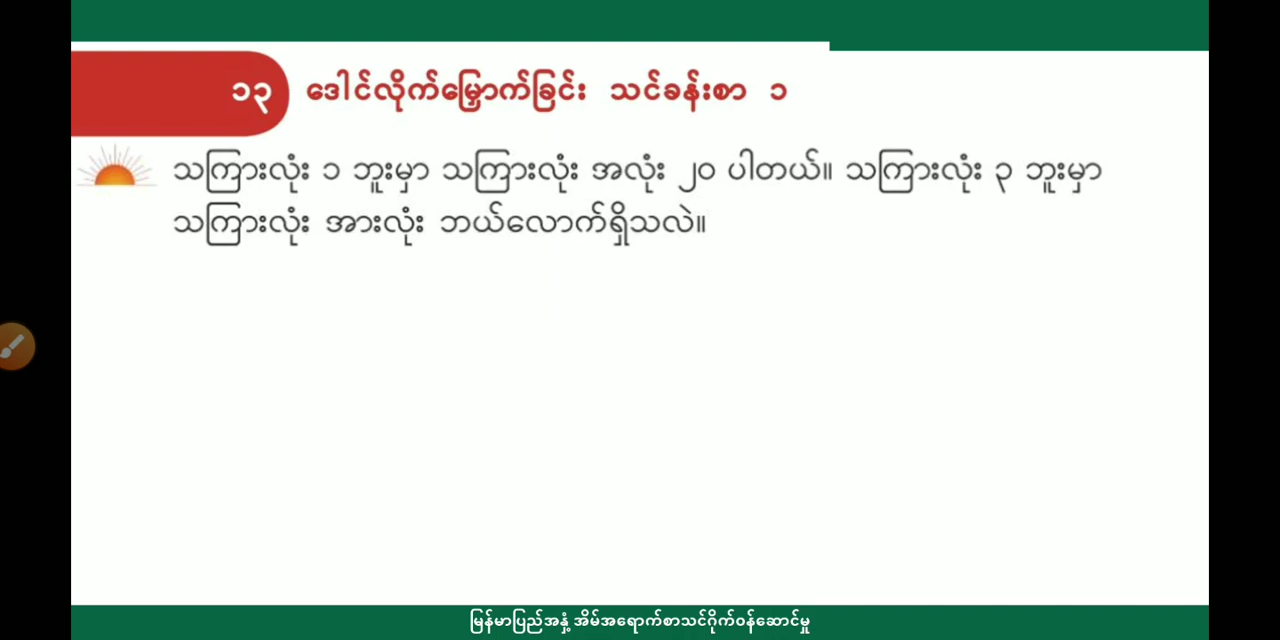 ၁၃ ဒေါင်လိုက်မြှောက်ခြင်း သင်ခန်းစာ ၁
သကြားလုံး ၁ ဘူးမှာ သကြားလုံး အလုံး ၂၀ ပါတယ်။ သကြားလုံး ၃ ဘူးမှာ
သကြားလုံး အားလုံး ဘယ်လောက်ရှိသလဲ။
မြန်မာပြည်အနှံ့ အိမ်အရောက်စာသင်ဂိုက်ဝန်ဆောင်မှု